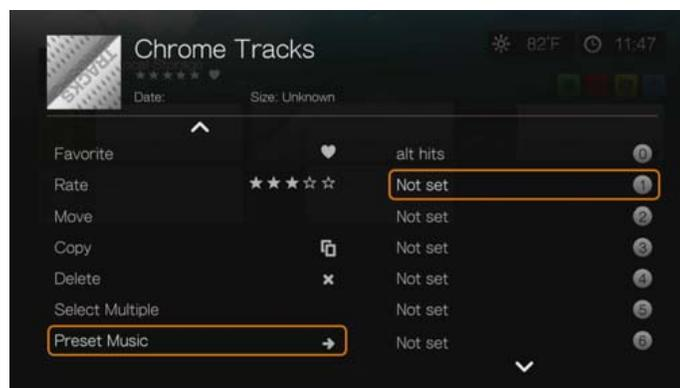 Chrome Tracks
82°F 11:47
TRACKS
Date: Size: Unknown
Favorite
Rate
Move
Copy
Delete
Select Multiple
Preset Music
alt hits 0
Not set 1
Not set 2
Not set 3
Not set 4
Not set 5
Not set 6